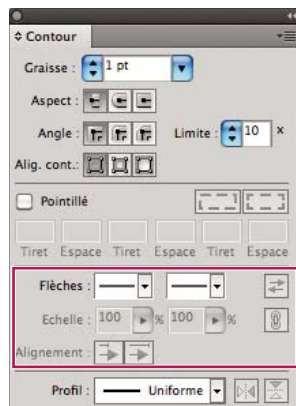 Contour
Graisse : 1 pt
Aspect :
Angle : Limite : 10 x
Alig. cont.:
Pointillé
Tiret Espace Tiret Espace Tiret Espace
Flèches :
Echelle : 100 % 100 %
Alignement :
Profil : Uniforme